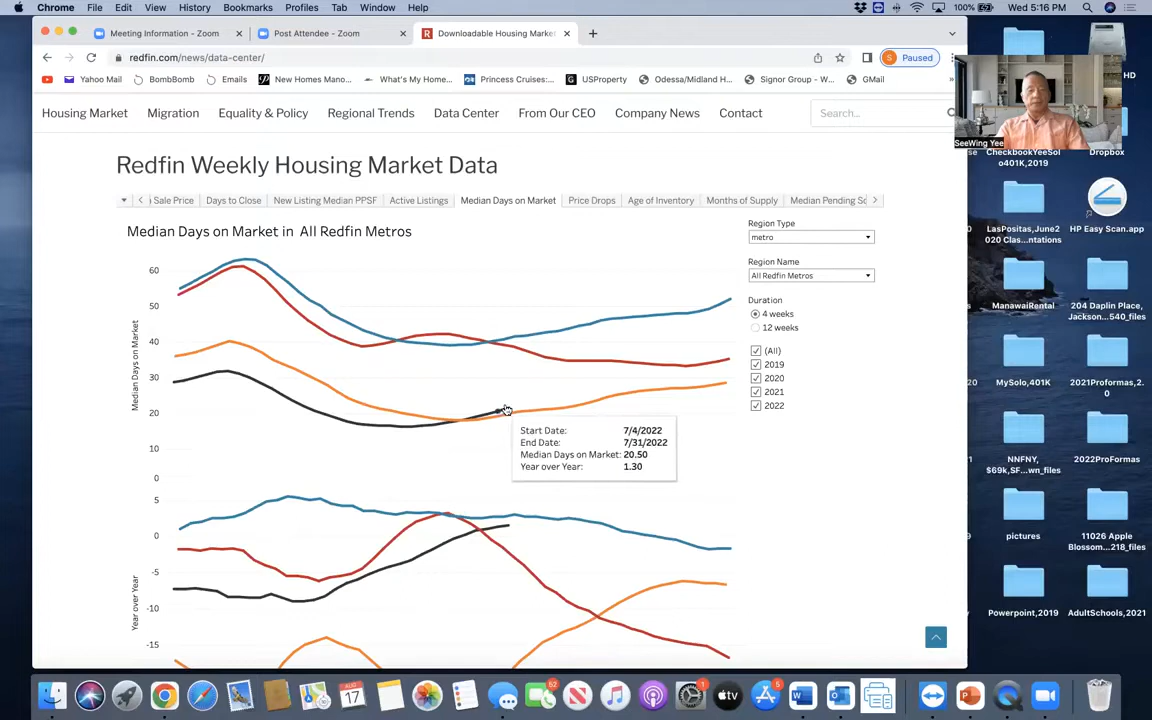 Chrome File Edit View History Bookmarks Profiles Tab Window Help
100% Wed 5:16 PM
Meeting Information - Zoom
Post Attendee - Zoom
Downloadable Housing Market
redfin.com/news/data-center/
S Paused
Yahoo Mail BombBomb Emails New Homes Mano... What's My Home... Princess Cruises:... USProperty Odessa/Midland H... Signor Group - W... GMail »
Housing Market Migration Equality & Policy Regional Trends Data Center From Our CEO Company News Contact
Search...
Redfin Weekly Housing Market Data
Sale Price Days to Close New Listing Median PPSF Active Listings Median Days on Market Price Drops Age of Inventory Months of Supply Median Pending Sc
Median Days on Market in All Redfin Metros
Median Days on Market
60
50
40
30
20
10
0
Start Date: 7/4/2022
End Date: 7/31/2022
Median Days on Market: 20.50
Year over Year: 1.30
Year over Year
5
0
-5
-10
-15
Region Type
metro
Region Name
All Redfin Metros
Duration
4 weeks
12 weeks
(All)
2019
2020
2021
2022
SeeWing Yee
HD
CheckbookYeeSol
o401K,2019
Dropbox
LasPositas,June2
020 Clas...ntations
HP Easy Scan.app
ManawaiRental
204 Daplin Place,
Jackson...540_files
MySolo,401K
2021Proformas,2.
0
NNFNY,
$69k,SF...wn_files
2022ProFormas
pictures
11026 Apple
Blossom...218_files
Powerpoint,2019
AdultSchools,2021
AUG
17
52
1
5
tv
W
O
P